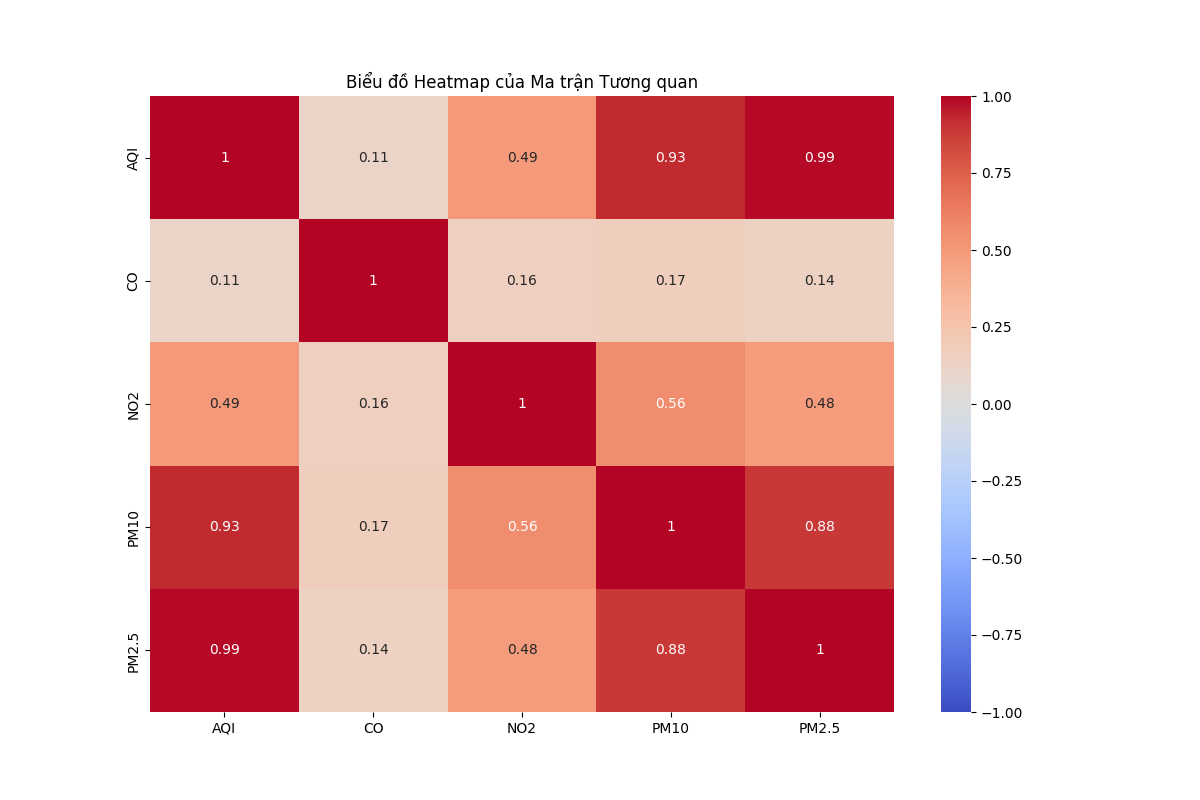 Biểu đồ Heatmap của Ma trận Tương quan
AQI 1 0.11 0.49 0.93 0.99
CO 0.11 1 0.16 0.17 0.14
NO2 0.49 0.16 1 0.56 0.48
PM10 0.93 0.17 0.56 1 0.88
PM2.5 0.99 0.14 0.48 0.88 1
AQI CO NO2 PM10 PM2.5
1.00
0.75
0.50
0.25
0.00
−0.25
−0.50
−0.75
−1.00